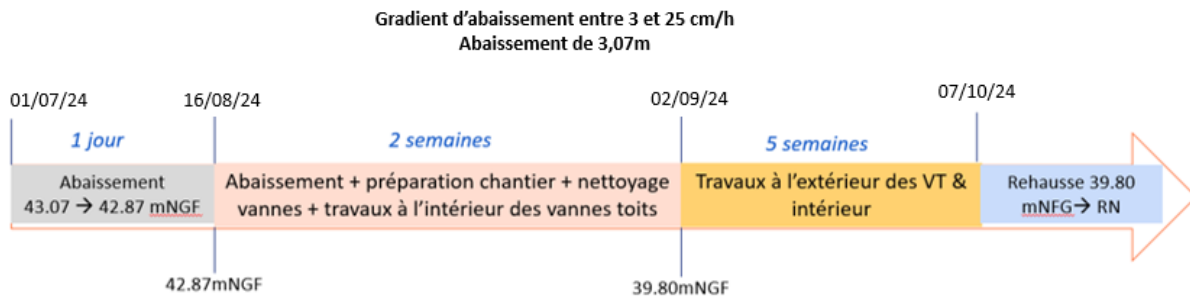 Gradient d'abaissement entre 3 et 25 cm/h
Abaissement de 3,07m
01/07/24
16/08/24
02/09/24
07/10/24
1 jour
2 semaines
5 semaines
Abaissement
43.07 → 42.87 mNGF
Abaissement + préparation chantier + nettoyage
vannes + travaux à l'intérieur des vannes toits
Travaux à l'extérieur des VT &
intérieur
Rehausse 39.80
mNFG→ RN
42.87mNGF
39.80mNGF